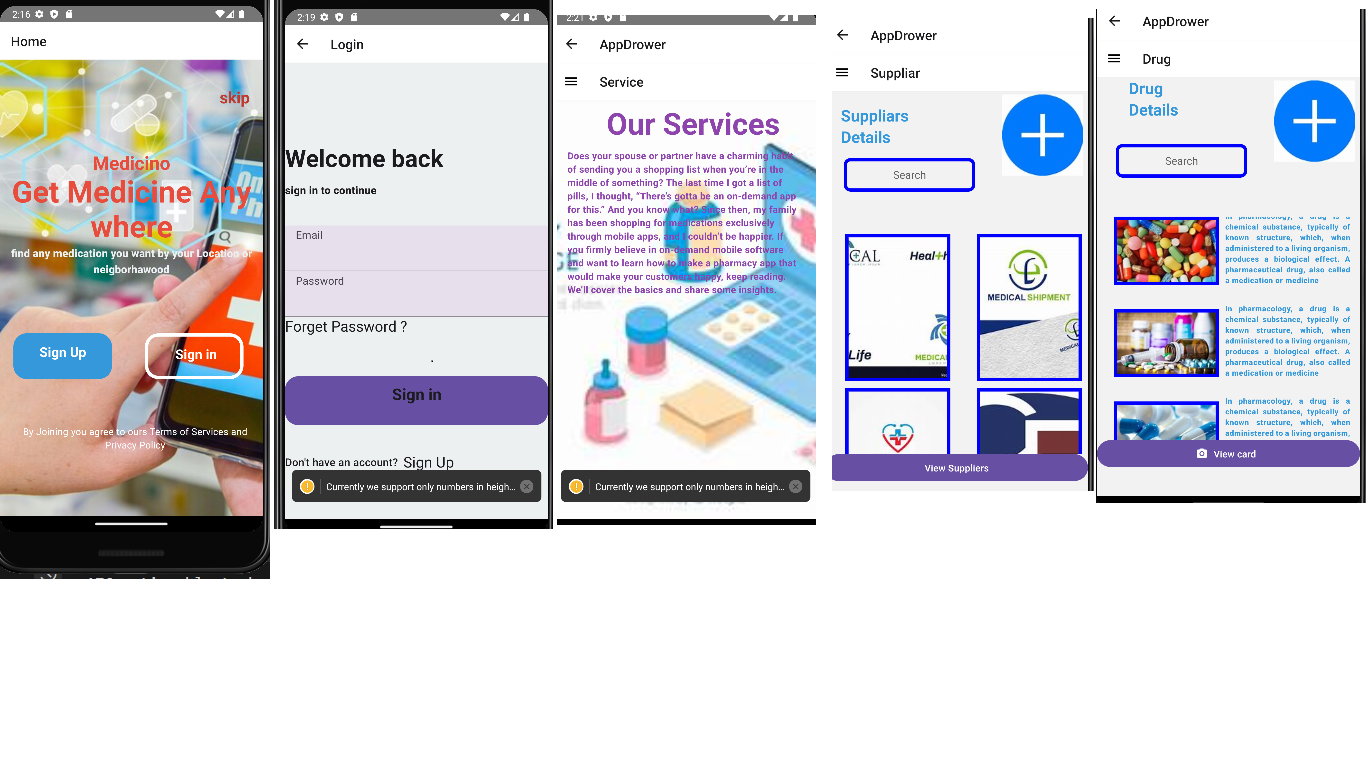 2:16
Home
skip
Medicino
Get Medicine Any
where
find any medication you want by your Location or
neigborhawood
Sign Up
Sign in
By Joining you agree to ours Terms of Services and
Privacy Policy
2:19
Login
Welcome back
sign in to continue
Email
Password
Forget Password ?
.
Sign in
Don't have an account? Sign Up
! Currently we support only numbers in heigh...
2:21
AppDrower
Service
Our Services
Does your spouse or partner have a charming habit
of sending you a shopping list when you're in the
middle of something? The last time I got a list of
pills, I thought, “There's gotta be an on-demand app
for this.” And you know what? Since then, my family
has been shopping for medications exclusively
through mobile apps, and I couldn't be happier. If
you firmly believe in on-demand mobile software
and want to learn how to make a pharmacy app that
would make your customers happy, keep reading.
We'll cover the basics and share some insights.
! Currently we support only numbers in heigh...
AppDrower
Suppliar
Suppliars
Details
Search
CAL
Health
Life
MEDICAL
MEDICAL SHIPMENT
MEDICAL
View Suppliers
AppDrower
Drug
Drug
Details
Search
In pharmacology, a drug is a
chemical substance, typically of
known structure, which, when
administered to a living organism,
produces a biological effect. A
pharmaceutical drug, also called
a medication or medicine
In pharmacology, a drug is a
chemical substance, typically of
known structure, which, when
administered to a living organism,
produces a biological effect. A
pharmaceutical drug, also called
a medication or medicine
In pharmacology, a drug is a
chemical substance, typically of
known structure, which, when
administered to a living organism,
View card